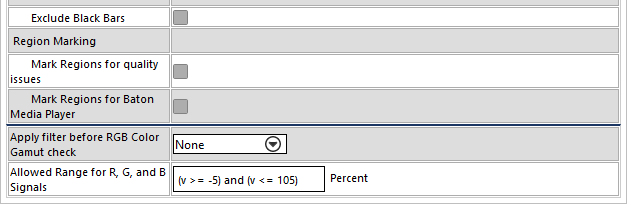 Exclude Black Bars
Region Marking
Mark Regions for quality
issues
Mark Regions for Baton
Media Player
Apply filter before RGB Color
Gamut check
None
Allowed Range for R, G, and B
Signals
(v >= -5) and (v <= 105) Percent